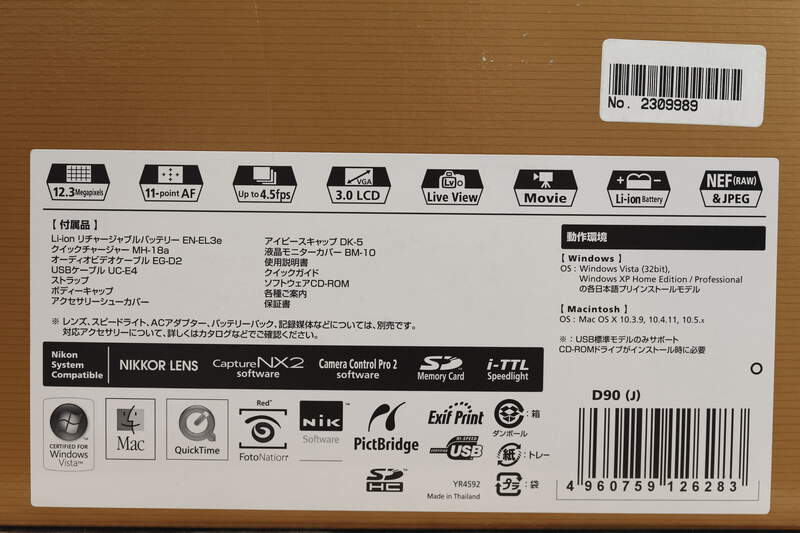 No. 2309989
12.3 Megapixels
11-point AF
Up to 4.5fps
VGA
3.0 LCD
Lv
Live View
Movie
Li-ion Battery
NEF (RAW)
& JPEG
【 付属品 】
Li-ion リチャージャブルバッテリー EN-EL3e
クイックチャージャー MH-18a
オーディオビデオケーブル EG-D2
USBケーブル UC-E4
ストラップ
ボディーキャップ
アクセサリーシューカバー
アイピースキャップ DK-5
液晶モニターカバー BM-10
使用説明書
クイックガイド
ソフトウェアCD-ROM
各種ご案内
保証書
※ レンズ、スピードライト、ACアダプター、バッテリーパック、記録媒体などについては、別売です。
対応アクセサリーについて、詳しくはカタログなどでご確認ください。
動作環境
【 Windows 】
OS : Windows Vista (32bit),
Windows XP Home Edition / Professional
の各日本語プリインストールモデル
【 Macintosh 】
OS : Mac OS X 10.3.9, 10.4.11, 10.5.x
※ : USB標準モデルのみサポート
CD-ROMドライブがインストール時に必要
Nikon
System
Compatible
NIKKOR LENS
Capture NX2
software
Camera Control Pro 2
software
SD
Memory Card
i-TTL
Speedlight
CERTIFIED FOR
Windows
Vista™
Mac
QuickTime
Red™
FotoNation
NiK
Software
PictBridge
Exif Print
HI-SPEED
CERTIFIED
USB
SD
HC
YR4592
Made in Thailand
: 箱
ダンボール
紙 : トレー
プラ : 袋
D90 (J)
4 960759 126283